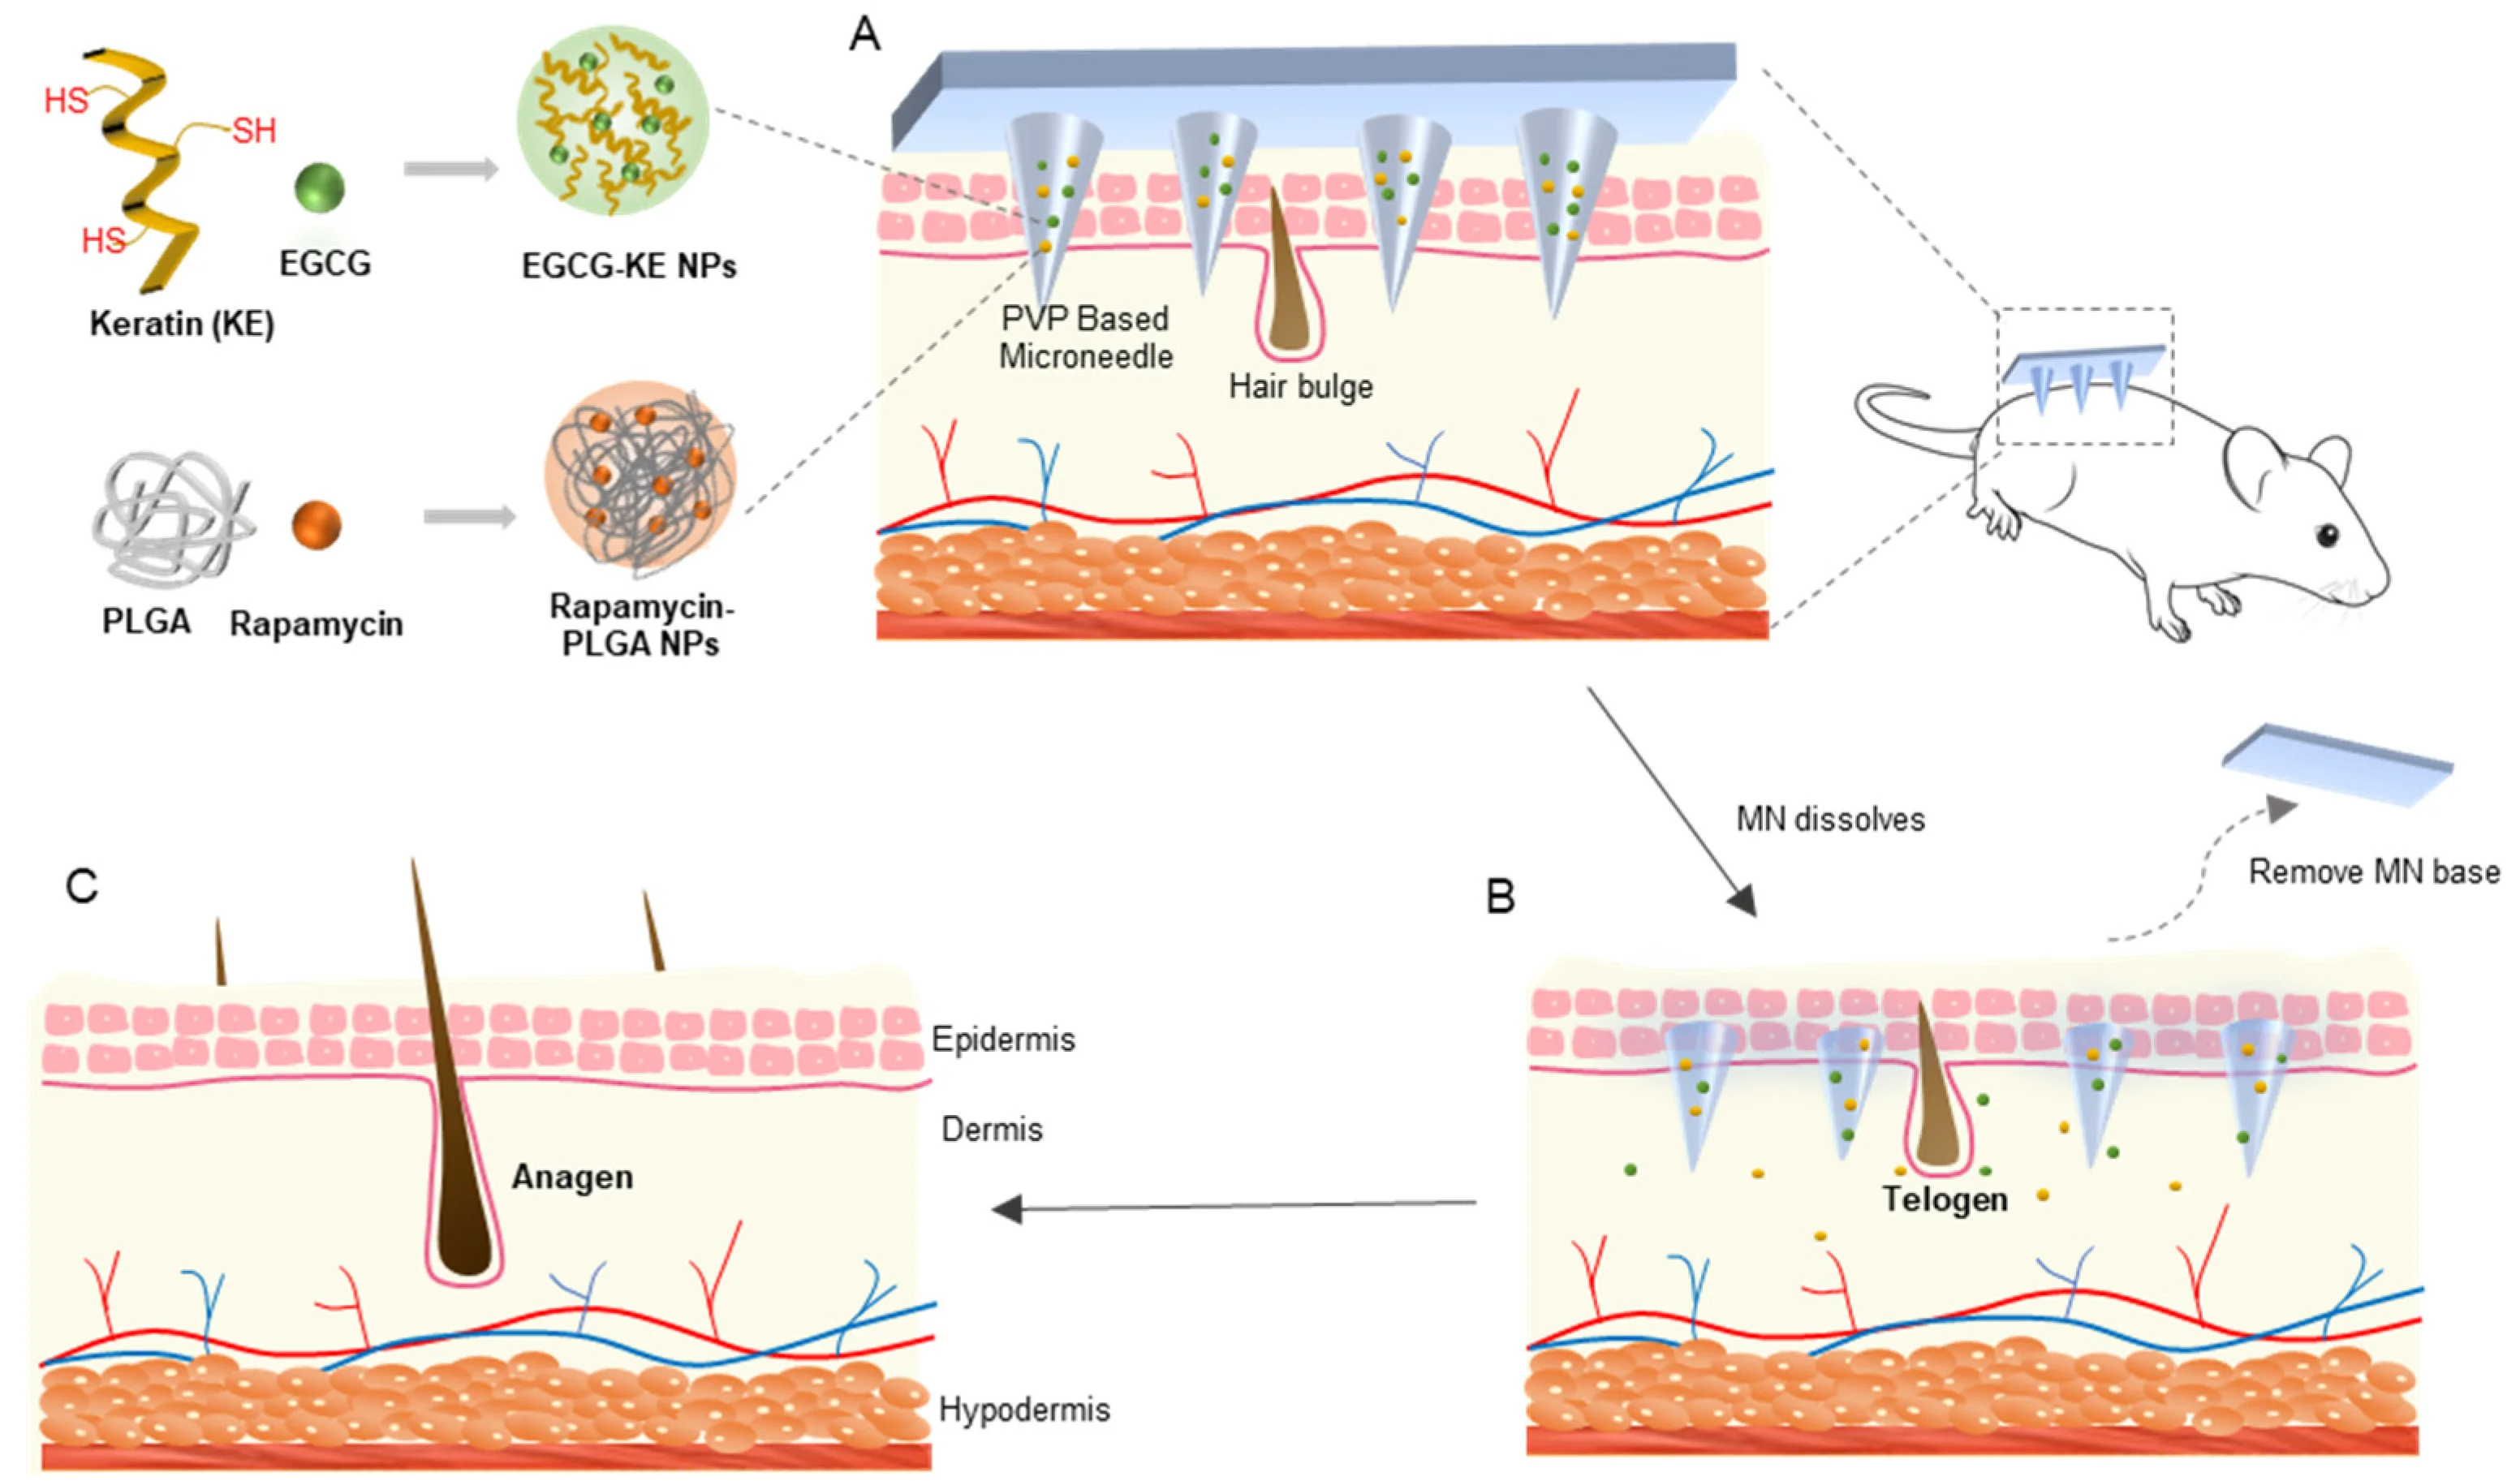 HS
SH
HS
Keratin (KE)
EGCG
EGCG-KE NPs
PLGA
Rapamycin
Rapamycin-
PLGA NPs
A
PVP Based
Microneedle
Hair bulge
MN dissolves
Remove MN base
B
Telogen
C
Epidermis
Dermis
Anagen
Hypodermis